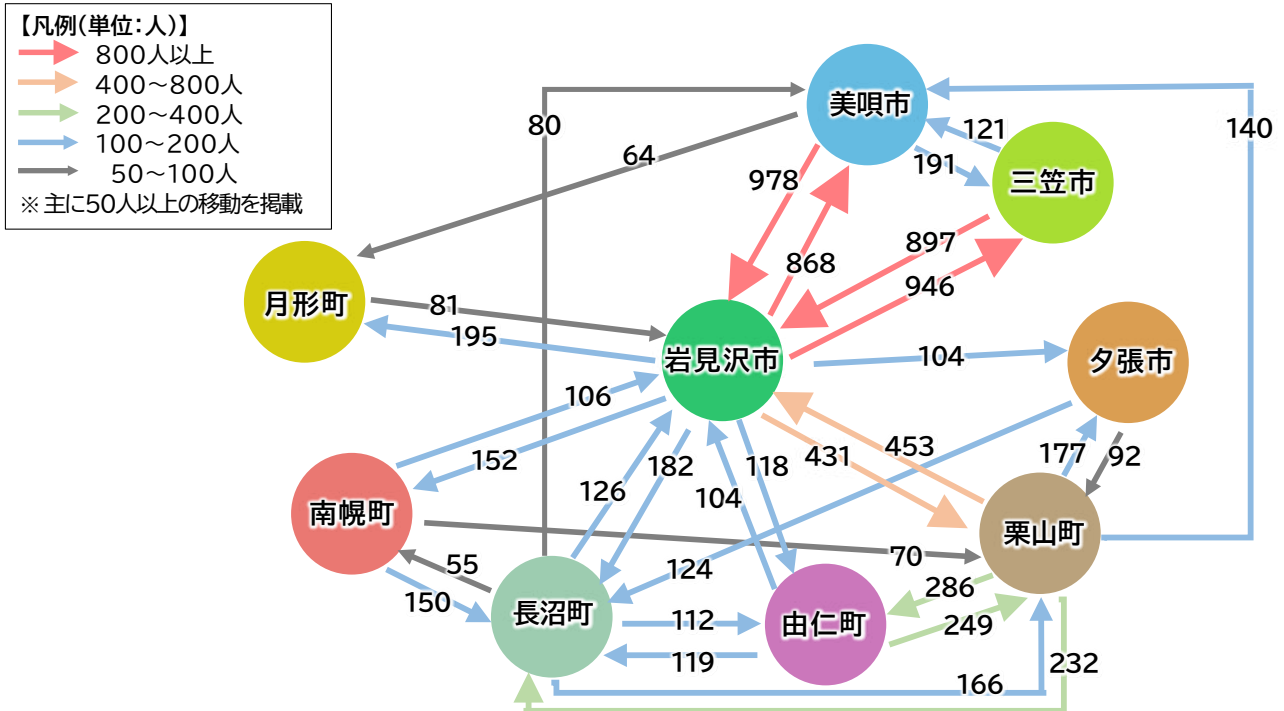 【凡例(単位：人)】
800人以上
400～800人
200～400人
100～200人
50～100人
※ 主に50人以上の移動を掲載
美唄市
80
121
140
64
191
三笠市
978
897
868
946
月形町
81
195
岩見沢市
104
夕張市
106
152
431
453
177
92
182
118
126
104
南幌町
栗山町
70
55
124
286
150
長沼町
112
由仁町
249
119
232
166